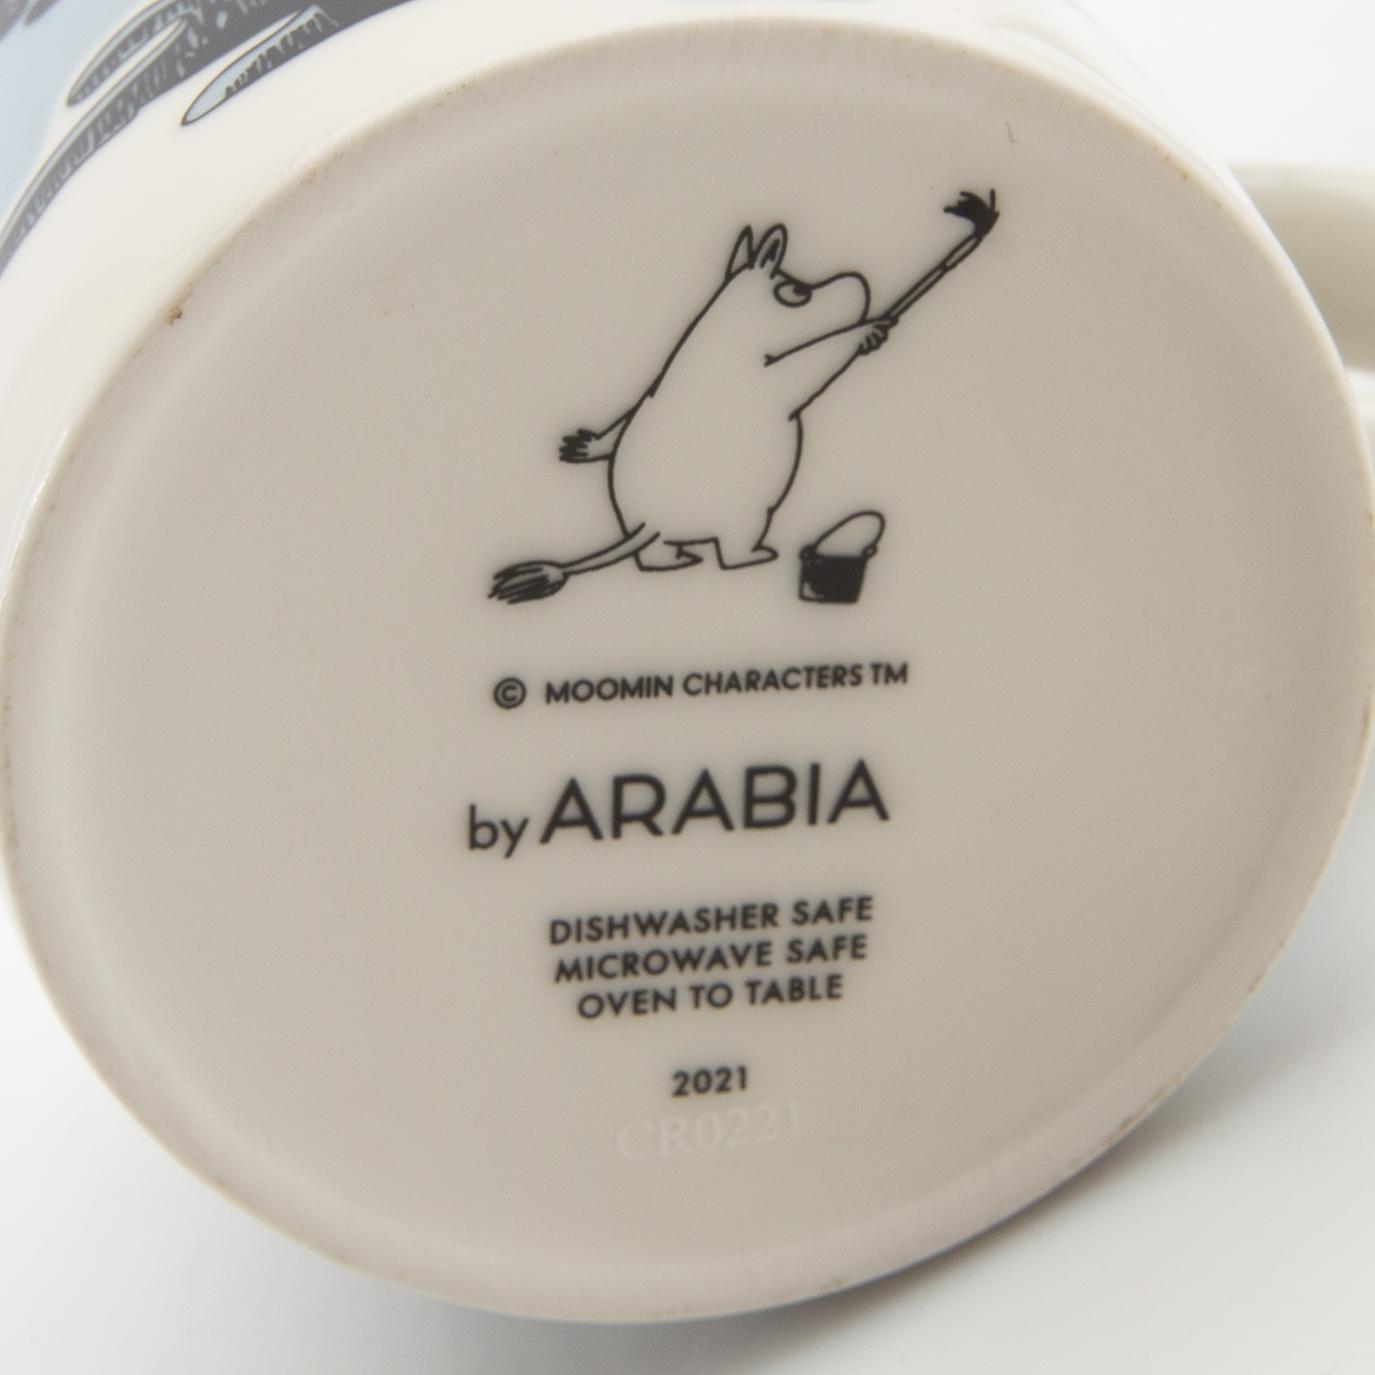 © MOOMIN CHARACTERS TM
by ARABIA
DISHWASHER SAFE
MICROWAVE SAFE
OVEN TO TABLE
2021
CR0221